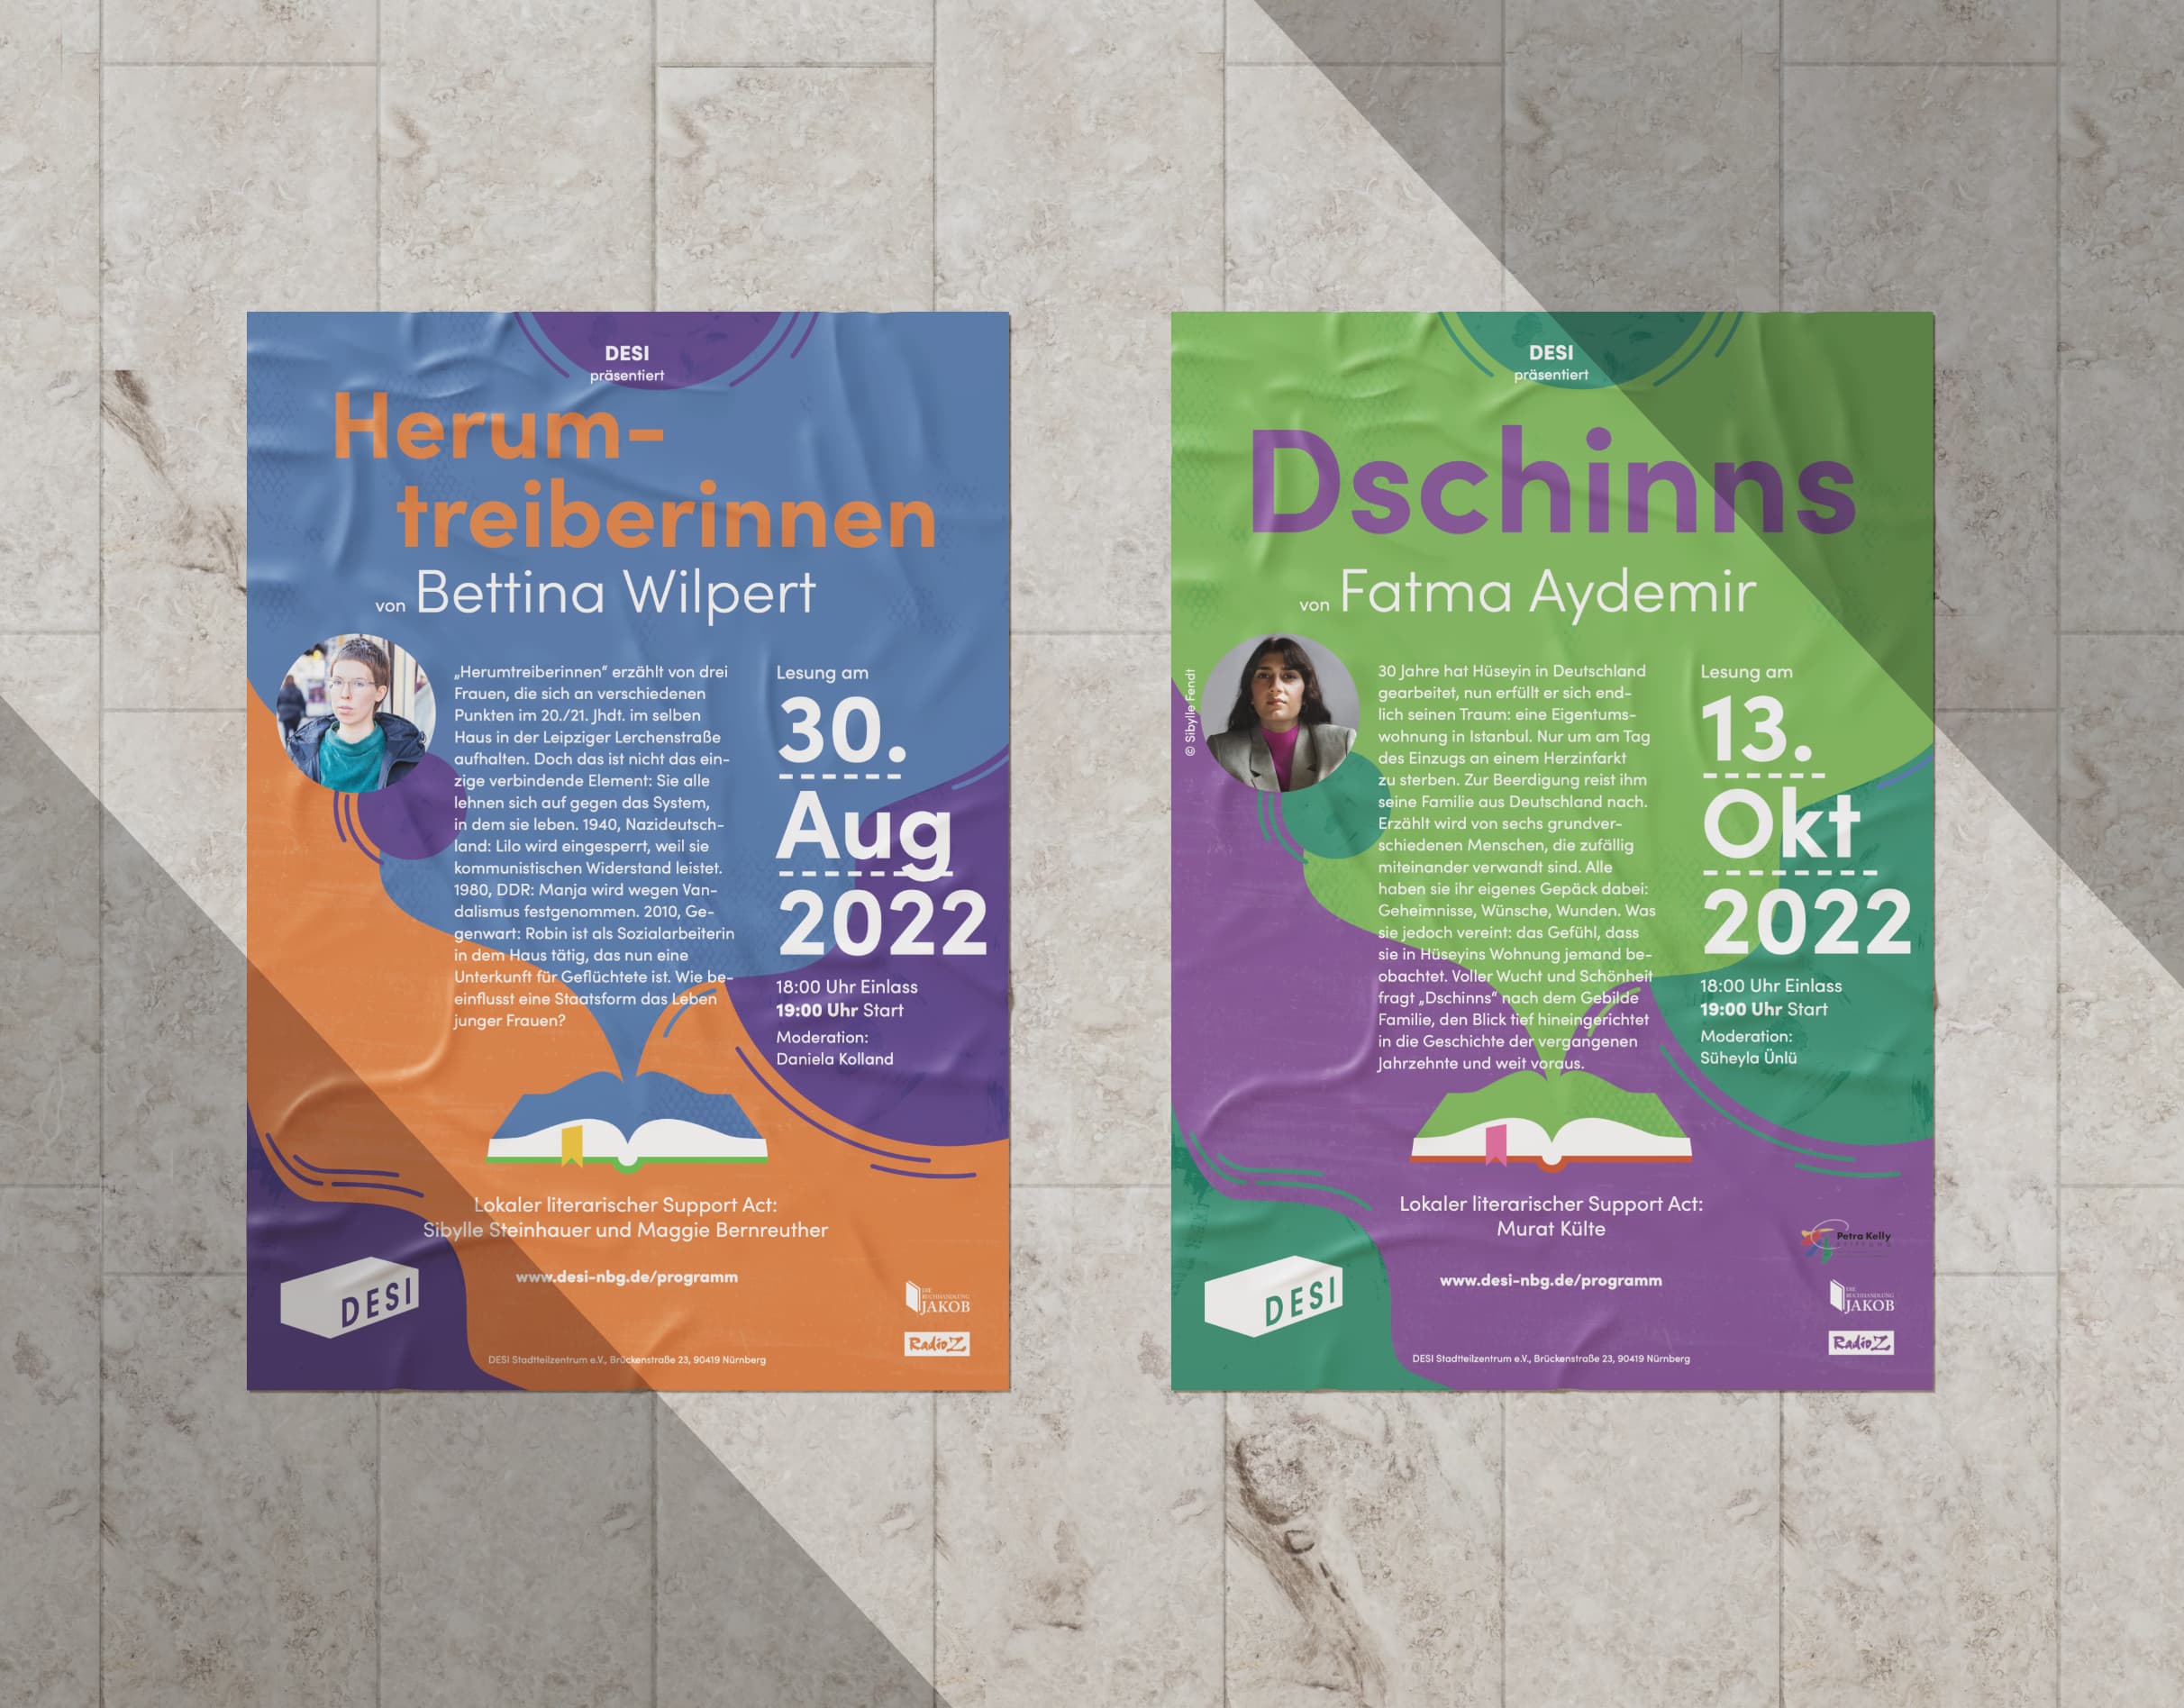 DESI
präsentiert
Herum-
treiberinnen
von Bettina Wilpert
„Herumtreiberinnen“ erzählt von drei
Frauen, die sich an verschiedenen
Punkten im 20./21. Jhdt. im selben
Haus in der Leipziger Lerchenstraße
aufhalten. Doch das ist nicht das ein-
zige verbindende Element: Sie alle
lehnen sich auf gegen das System,
in dem sie leben. 1940, Nazideutsch-
land: Lilo wird eingesperrt, weil sie
kommunistischen Widerstand leistet.
1980, DDR: Manja wird wegen Van-
dalismus festgenommen. 2010, Ge-
genwart: Robin ist als Sozialarbeiterin
in dem Haus tätig, das nun eine
Unterkunft für Geflüchtete ist. Wie be-
einflusst eine Staatsform das Leben
junger Frauen?
Lesung am
30.
Aug
2022
18:00 Uhr Einlass
19:00 Uhr Start
Moderation:
Daniela Kolland
Lokaler literarischer Support Act:
Sibylle Steinhauer und Maggie Bernreuther
www.desi-nbg.de/programm
DESI
DIE
BUCHHANDLUNG
JAKOB
Radio Z
DESI Stadtteilzentrum e.V., Brückenstraße 23, 90419 Nürnberg
DESI
präsentiert
Dschinns
von Fatma Aydemir
© Sibylle Fendt
30 Jahre hat Hüseyin in Deutschland
gearbeitet, nun erfüllt er sich end-
lich seinen Traum: eine Eigentums-
wohnung in Istanbul. Nur um am Tag
des Einzugs an einem Herzinfarkt
zu sterben. Zur Beerdigung reist ihm
seine Familie aus Deutschland nach.
Erzählt wird von sechs grundver-
schiedenen Menschen, die zufällig
miteinander verwandt sind. Alle
haben sie ihr eigenes Gepäck dabei:
Geheimnisse, Wünsche, Wunden. Was
sie jedoch vereint: das Gefühl, dass
sie in Hüseyins Wohnung jemand be-
obachtet. Voller Wucht und Schönheit
fragt „Dschinns“ nach dem Gebilde
Familie, den Blick tief hineingerichtet
in die Geschichte der vergangenen
Jahrzehnte und weit voraus.
Lesung am
13.
Okt
2022
18:00 Uhr Einlass
19:00 Uhr Start
Moderation:
Süheyla Ünlü
Lokaler literarischer Support Act:
Murat Külte
www.desi-nbg.de/programm
Petra Kelly
STIFTUNG
DESI
DIE
BUCHHANDLUNG
JAKOB
Radio Z
DESI Stadtteilzentrum e.V., Brückenstraße 23, 90419 Nürnberg